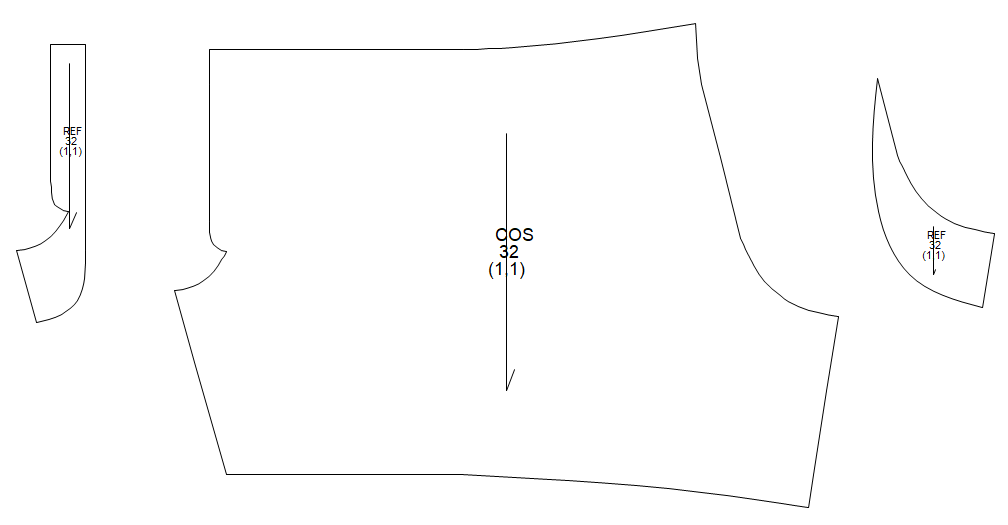 REF
32
(1,1)
COS
32
(1,1)
REF
32
(1,1)